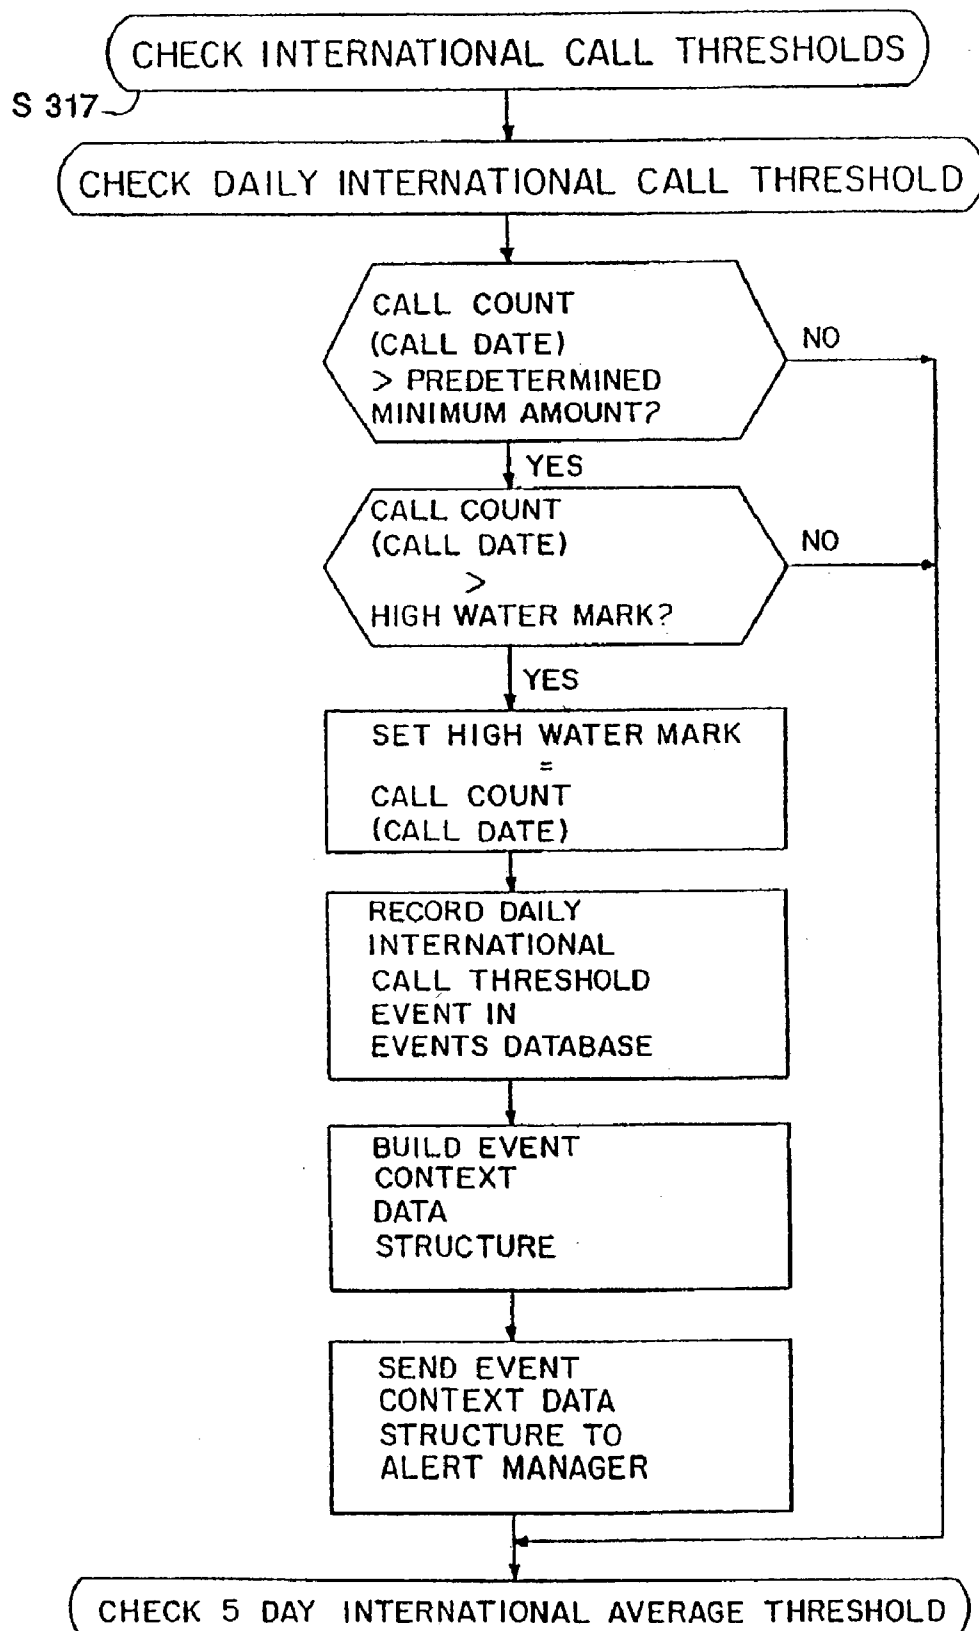 CHECK INTERNATIONAL CALL THRESHOLDS
S 317
CHECK DAILY INTERNATIONAL CALL THRESHOLD
CALL COUNT
(CALL DATE)
> PREDETERMINED
MINIMUM AMOUNT?
NO
YES
CALL COUNT
(CALL DATE)
>
HIGH WATER MARK?
NO
YES
SET HIGH WATER MARK
=
CALL COUNT
(CALL DATE)
RECORD DAILY
INTERNATIONAL
CALL THRESHOLD
EVENT IN
EVENTS DATABASE
BUILD EVENT
CONTEXT
DATA
STRUCTURE
SEND EVENT
CONTEXT DATA
STRUCTURE TO
ALERT MANAGER
CHECK 5 DAY INTERNATIONAL AVERAGE THRESHOLD